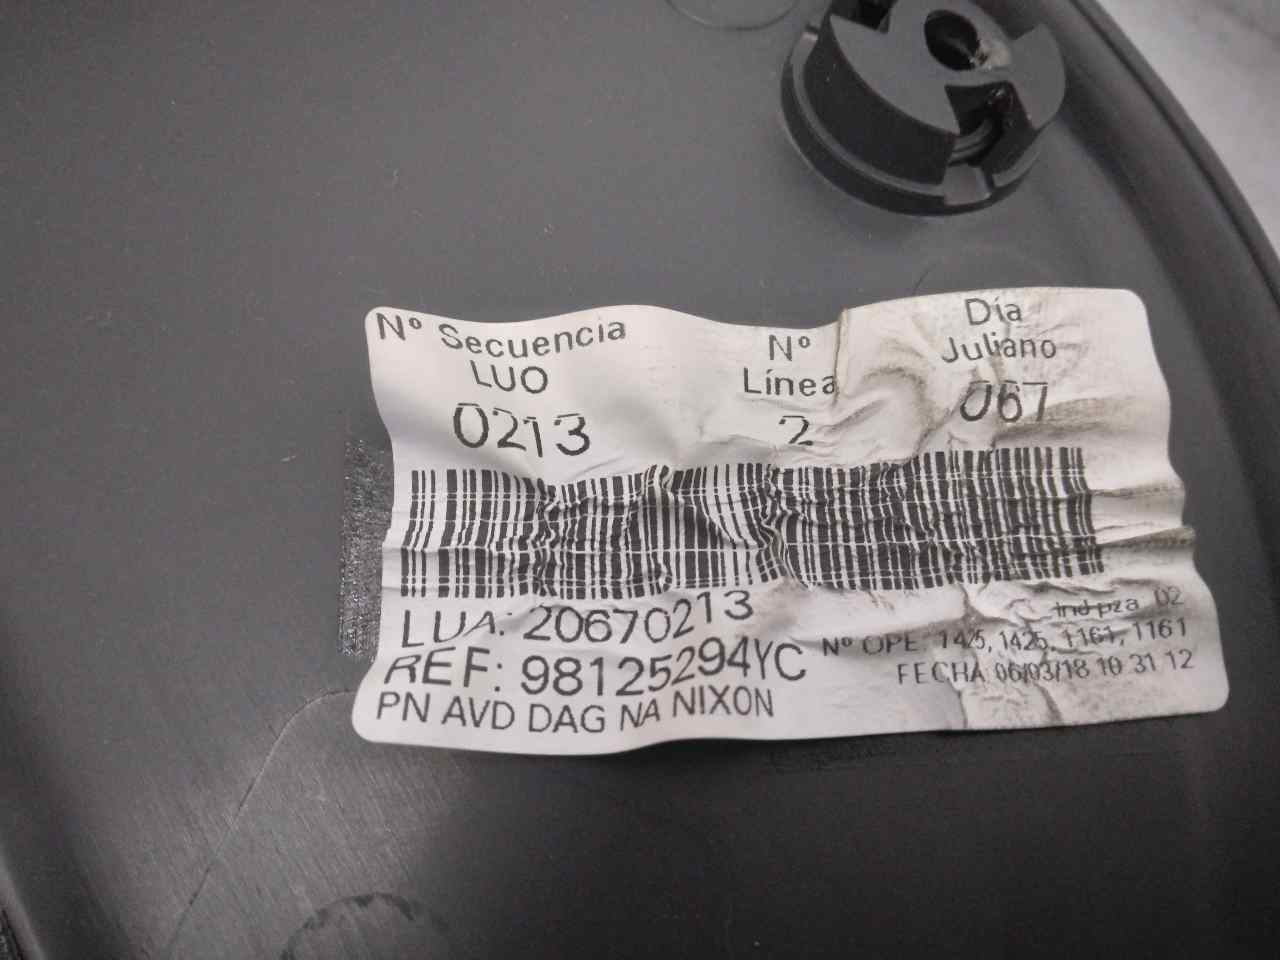 Nº Secuencia
LUO
0213
Nº
Línea
2
Día
Juliano
067
LUA: 20670213
REF: 98125294YC
PN AVD DAG NA NIXON
Ind pza 02
Nº OPE: 1425, 1425, 1161, 1161
FECHA 06/03/18 10 31 12